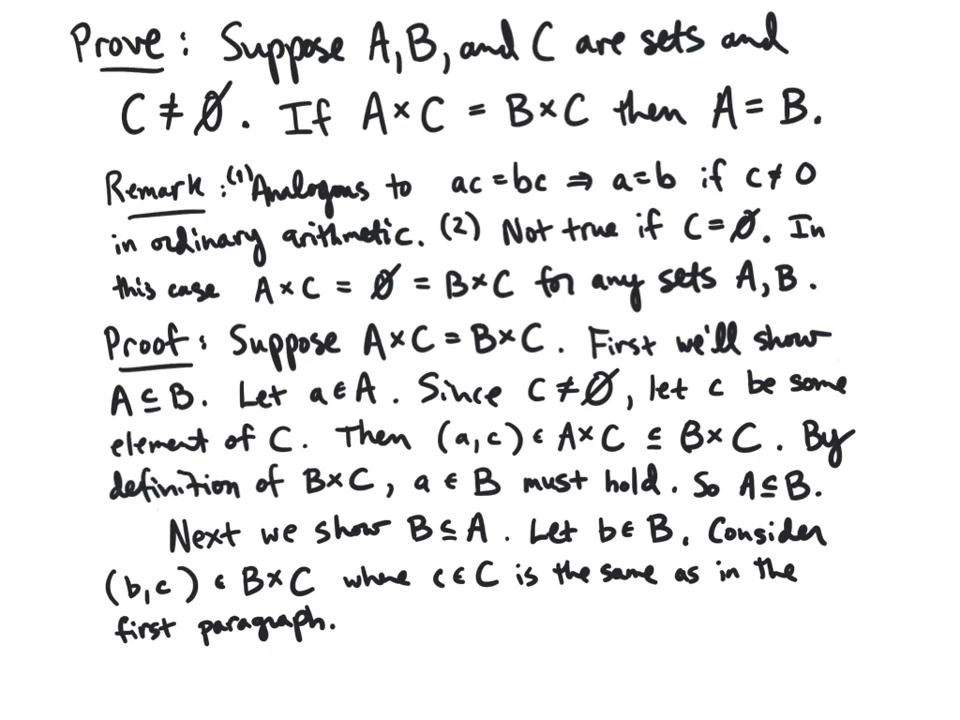 Prove: Suppose A, B, and C are sets and
C ≠ ∅. If A × C = B × C then A = B.
Remark: (1) Analogous to ac = bc ⇒ a = b if c ≠ 0
in ordinary arithmetic. (2) Not true if C = ∅. In
this case A × C = ∅ = B × C for any sets A, B.
Proof: Suppose A × C = B × C. First we'll show
A ⊆ B. Let a ∈ A. Since C ≠ ∅, let c be some
element of C. Then (a, c) ∈ A × C ⊆ B × C. By
definition of B × C, a ∈ B must hold. So A ⊆ B.
Next we show B ⊆ A. Let b ∈ B. Consider
(b, c) ∈ B × C where c ∈ C is the same as in the
first paragraph.